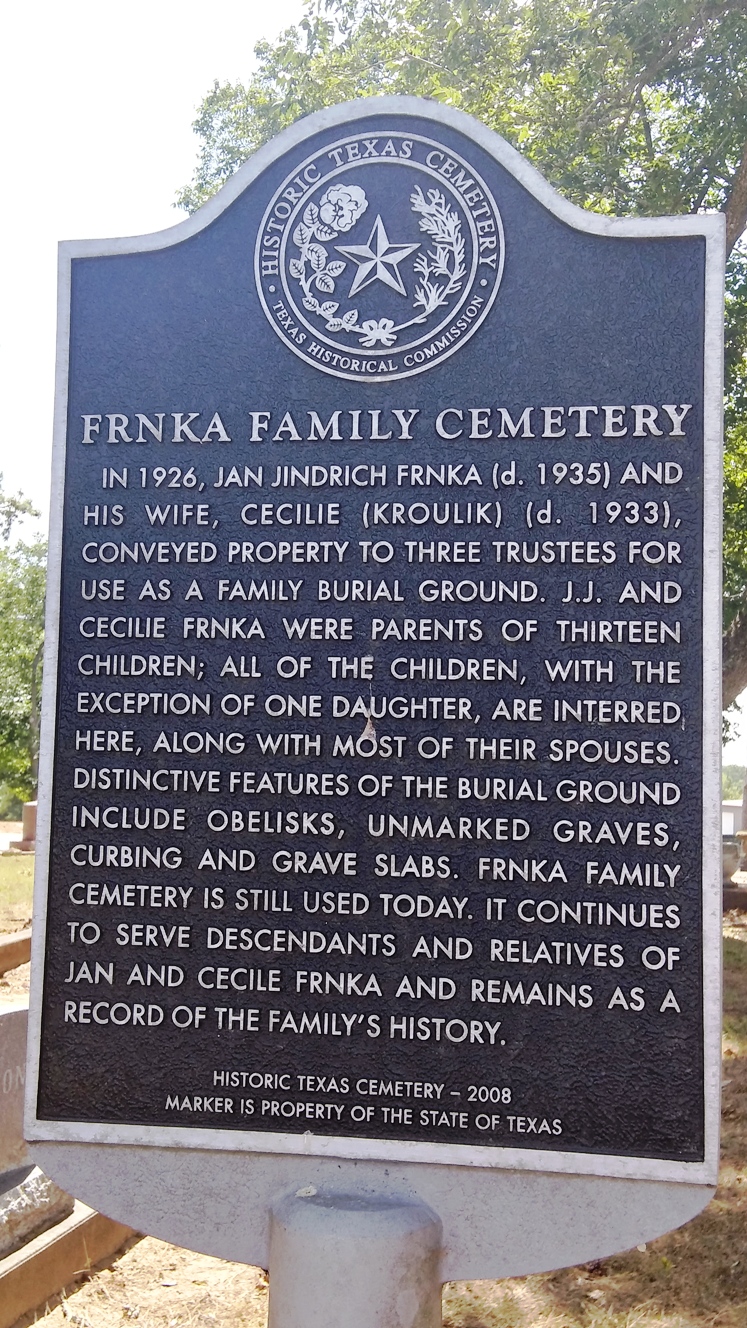 HISTORIC TEXAS CEMETERY
TEXAS HISTORICAL COMMISSION
FRNKA FAMILY CEMETERY
IN 1926, JAN JINDRICH FRNKA (d. 1935) AND
HIS WIFE, CECILIE (KROULIK) (d. 1933),
CONVEYED PROPERTY TO THREE TRUSTEES FOR
USE AS A FAMILY BURIAL GROUND. J.J. AND
CECILIE FRNKA WERE PARENTS OF THIRTEEN
CHILDREN; ALL OF THE CHILDREN, WITH THE
EXCEPTION OF ONE DAUGHTER, ARE INTERRED
HERE, ALONG WITH MOST OF THEIR SPOUSES.
DISTINCTIVE FEATURES OF THE BURIAL GROUND
INCLUDE OBELISKS, UNMARKED GRAVES,
CURBING AND GRAVE SLABS. FRNKA FAMILY
CEMETERY IS STILL USED TODAY. IT CONTINUES
TO SERVE DESCENDANTS AND RELATIVES OF
JAN AND CECILE FRNKA AND REMAINS AS A
RECORD OF THE FAMILY'S HISTORY.
HISTORIC TEXAS CEMETERY – 2008
MARKER IS PROPERTY OF THE STATE OF TEXAS